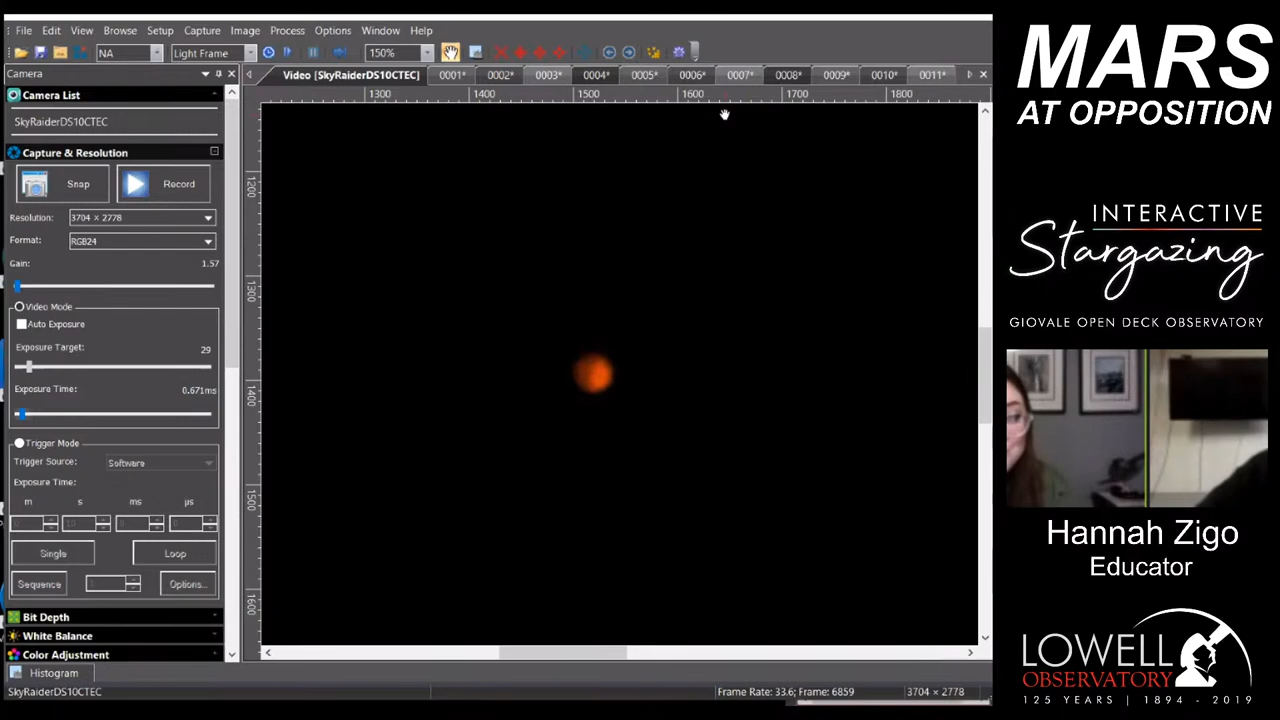 File Edit View Browse Setup Capture Image Process Options Window Help
NA Light Frame 150%
Camera
Camera List
SkyRaiderDS10CTEC
Capture & Resolution
Snap Record
Resolution: 3704 × 2778
Format: RGB24
Gain: 1.57
Video Mode
Auto Exposure
Exposure Target: 29
Exposure Time: 0.671ms
Trigger Mode
Trigger Source: Software
Exposure Time:
m s ms µs
0 10 0 0
Single Loop
Sequence 1 Options...
Bit Depth
White Balance
Color Adjustment
Histogram
SkyRaiderDS10CTEC
Video [SkyRaiderDS10CTEC] 0001* 0002* 0003* 0004* 0005* 0006* 0007* 0008* 0009* 0010* 0011*
1300 1400 1500 1600 1700 1800
1200
1300
1400
1500
1600
Frame Rate: 33.6; Frame: 6859 3704 × 2778
MARS
AT OPPOSITION
INTERACTIVE
Stargazing
GIOVALE OPEN DECK OBSERVATORY
Hannah Zigo
Educator
LOWELL
OBSERVATORY
125 YEARS | 1894 - 2019